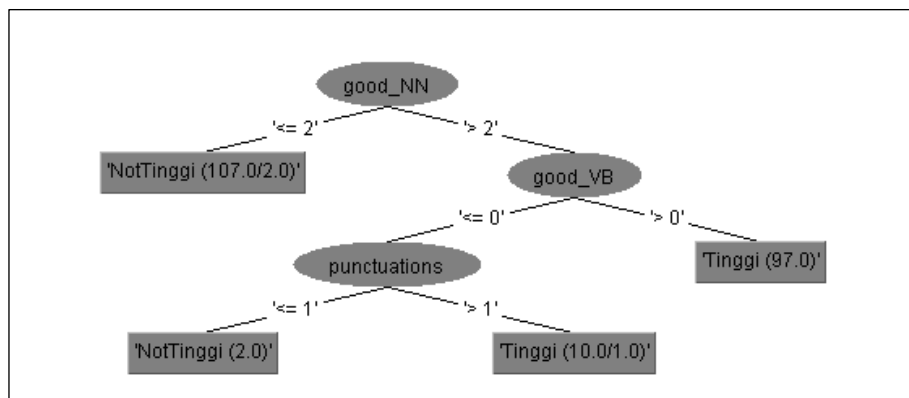 good_NN
'<= 2'
'> 2'
'NotTinggi (107.0/2.0)'
good_VB
'<= 0'
'> 0'
punctuations
'Tinggi (97.0)'
'<= 1'
'> 1'
'NotTinggi (2.0)'
'Tinggi (10.0/1.0)'